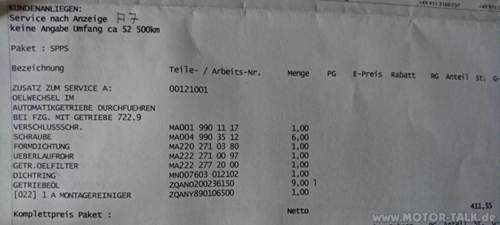 KUNDENANLIEGEN:
Service nach Anzeige A7
keine Angabe Umfang ca 52 500km
Paket : SPPS
Bezeichnung Teile- / Arbeits-Nr. Menge PG E-Preis Rabatt RG Anteil St. G-
ZUSATZ ZUM SERVICE A: 00121001
OELWECHSEL IM
AUTOMATIKGETRIEBE DURCHFUEHREN
BEI FZG. MIT GETRIEBE 722.9
VERSCHLUSSSCHR. MA001 990 11 17 1,00
SCHRAUBE MA004 990 35 12 6,00
FORMDICHTUNG MA220 271 03 80 1,00
UEBERLAUFROHR MA222 271 00 97 1,00
GETR.OELFILTER MA222 277 20 00 1,00
DICHTRING MN007603 012102 1,00
GETRIEBEÖL ZQANO200236150 9,00 l
[022] 1 A MONTAGEREINIGER ZQANY890106500 1,00
411,55
Komplettpreis Paket : Netto
www.MOTOR-TALK.de